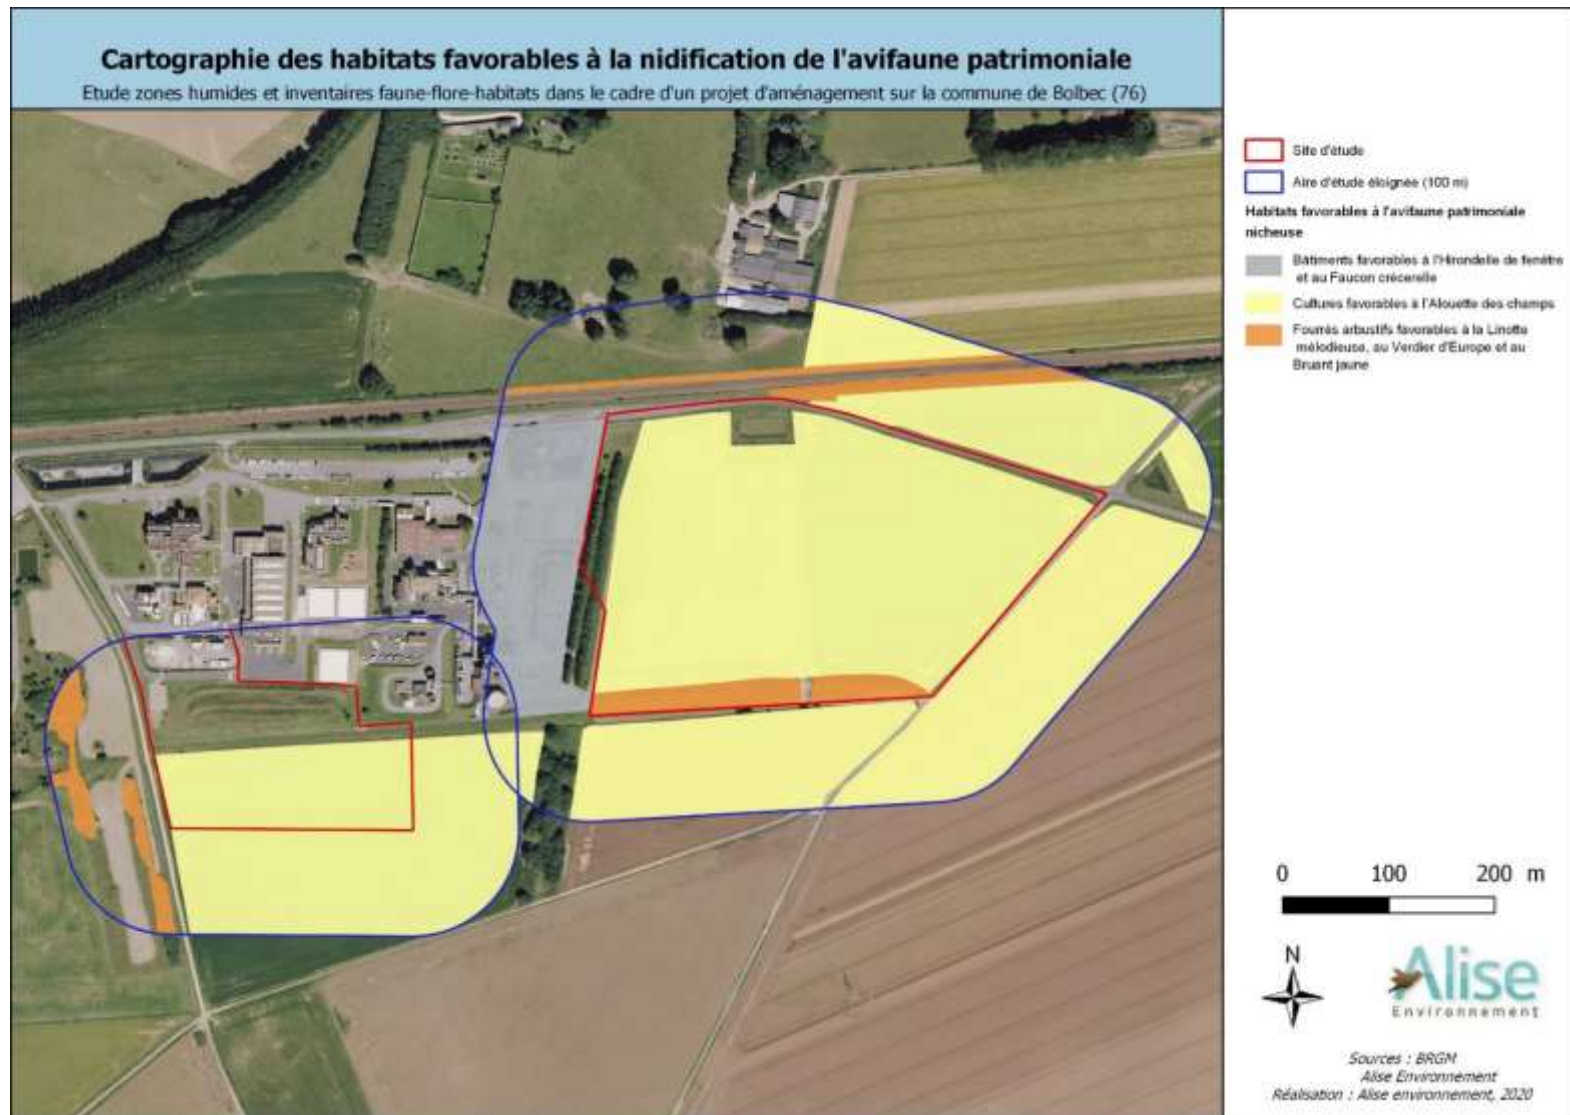 Cartographie des habitats favorables à la nidification de l'avifaune patrimoniale
Etude zones humides et inventaires faune-flore-habitats dans le cadre d'un projet d'aménagement sur la commune de Bolbec (76)
Site d'étude
Aire d'étude éloignée (100 m)
Habitats favorables à l'avifaune patrimoniale
nicheuse
Bâtiments favorables à l'Hirondelle de fenêtre
et au Faucon crécerelle
Cultures favorables à l'Alouette des champs
Fourrés arbustifs favorables à la Linotte
mélodieuse, au Verdier d'Europe et au
Bruant jaune
0 100 200 m
N
Alise
Environnement
Sources : BRGM
Alise Environnement
Réalisation : Alise environnement, 2020